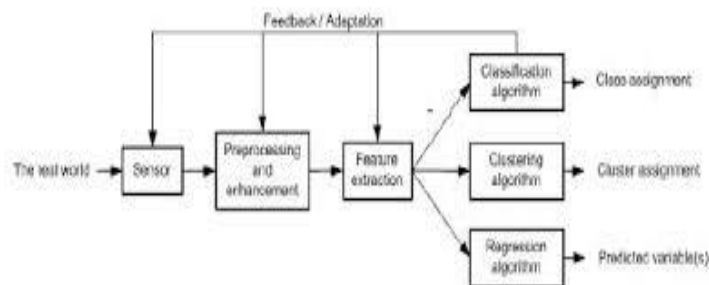 Feedback / Adaptation
Classification
algorithm
Class assignment
The real world
Sensor
Preprocessing
and
enhancement
Feature
extraction
Clustering
algorithm
Cluster assignment
Regression
algorithm
Predicted variable(s)